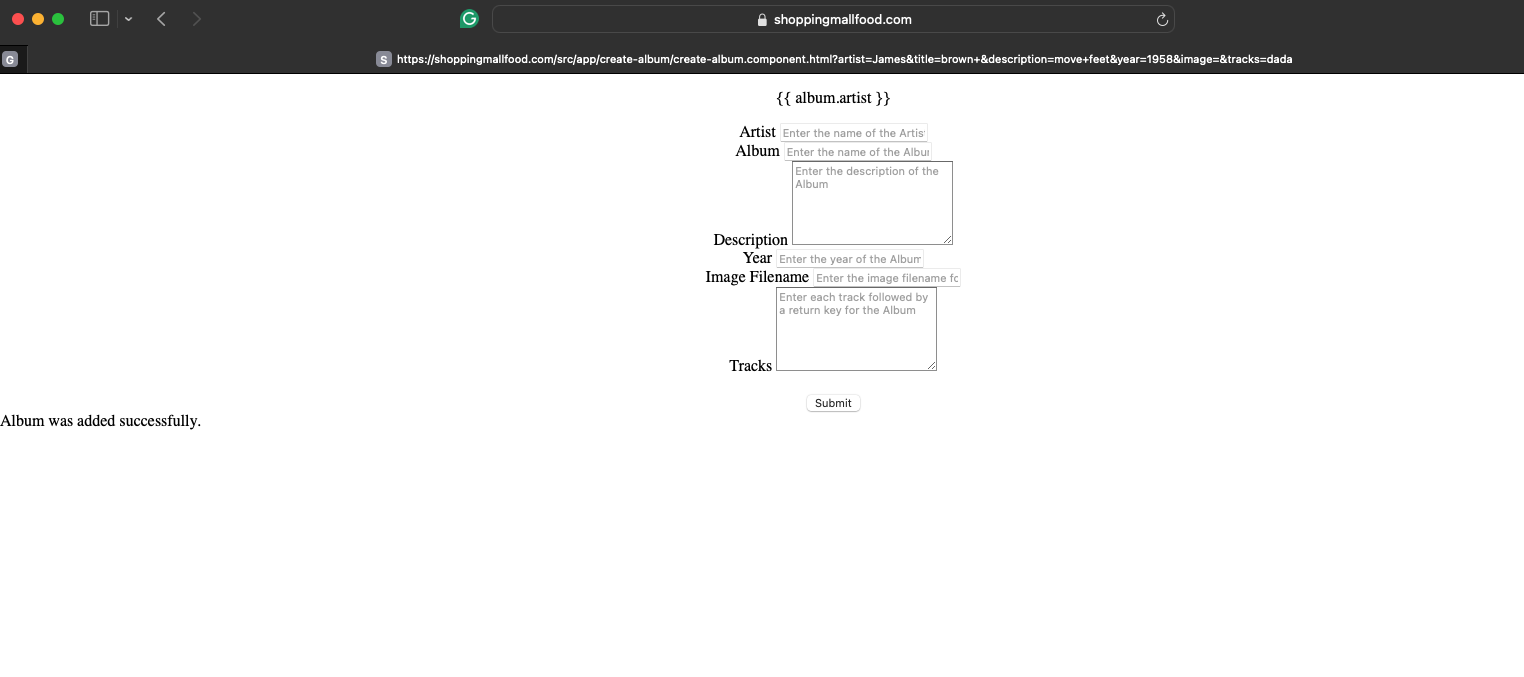 shoppingmallfood.com
G
S https://shoppingmallfood.com/src/app/create-album/create-album.component.html?artist=James&title=brown+&description=move+feet&year=1958&image=&tracks=dada
{{ album.artist }}
Artist Enter the name of the Artis
Album Enter the name of the Albu
Enter the description of the
Album
Description
Year Enter the year of the Album
Image Filename Enter the image filename fo
Enter each track followed by
a return key for the Album
Tracks
Submit
Album was added successfully.